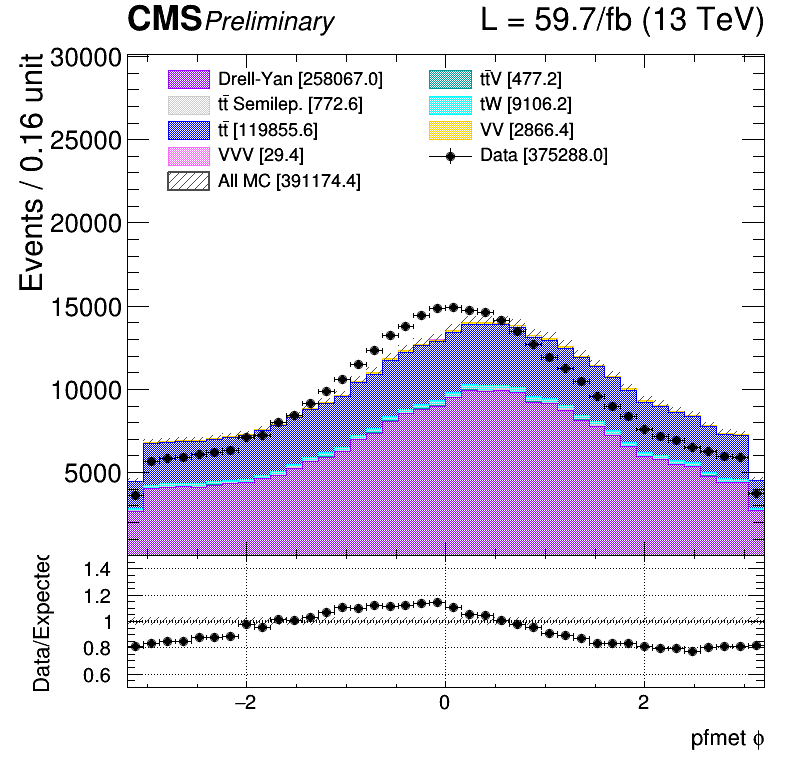 CMS Preliminary L = 59.7/fb (13 TeV)
Events / 0.16 unit
30000
25000
20000
15000
10000
5000
Drell-Yan [258067.0]
tt̄ Semilep. [772.6]
tt̄ [119855.6]
VVV [29.4]
All MC [391174.4]
tt̄V [477.2]
tW [9106.2]
VV [2866.4]
Data [375288.0]
Data/Expected
1.4
1.2
1
0.8
0.6
−2 0 2
pfmet ϕ